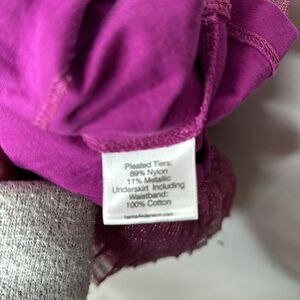 Pleated Tiers:
89% Nylon
11% Metallic
Underskirt Including
Waistband:
100% Cotton
hannaAndersson.com